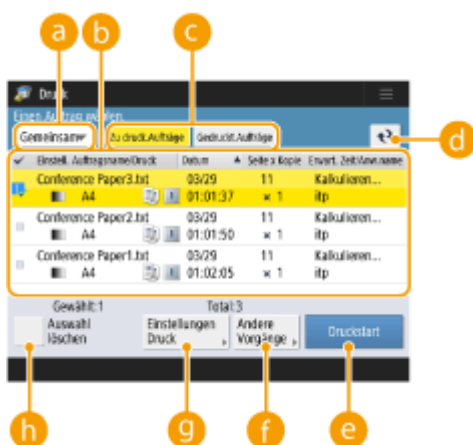 a b c
Druck
Einen Auftrag wählen.
Gemeinsam Zu druck.Aufträge Gedruckt.Aufträge
d
Einstell. Auftragsname/Druck Datum Seite x Kopie Erwart. Zeit/Anw.name
1 Conference Paper3.txt 03/29 11 Kalkulieren...
A4 01:01:37 × 1 itp
Conference Paper2.txt 03/29 11 Kalkulieren...
A4 01:01:50 × 1 itp
Conference Paper1.txt 03/29 11 Kalkulieren...
A4 01:02:05 × 1 itp
Gewählt:1 Total:3
Auswahl löschen
Einstellungen Druck
Andere Vorgänge
Druckstart
h g f e